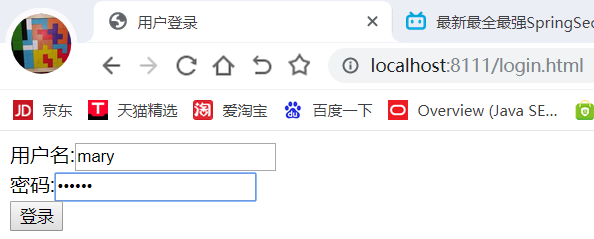 用户登录
最新最全最强SpringSec
localhost:8111/login.html
JD 京东
T 天猫精选
淘 爱淘宝
百度一下
Overview (Java SE...
用户名:mary
密码:••••••
登录